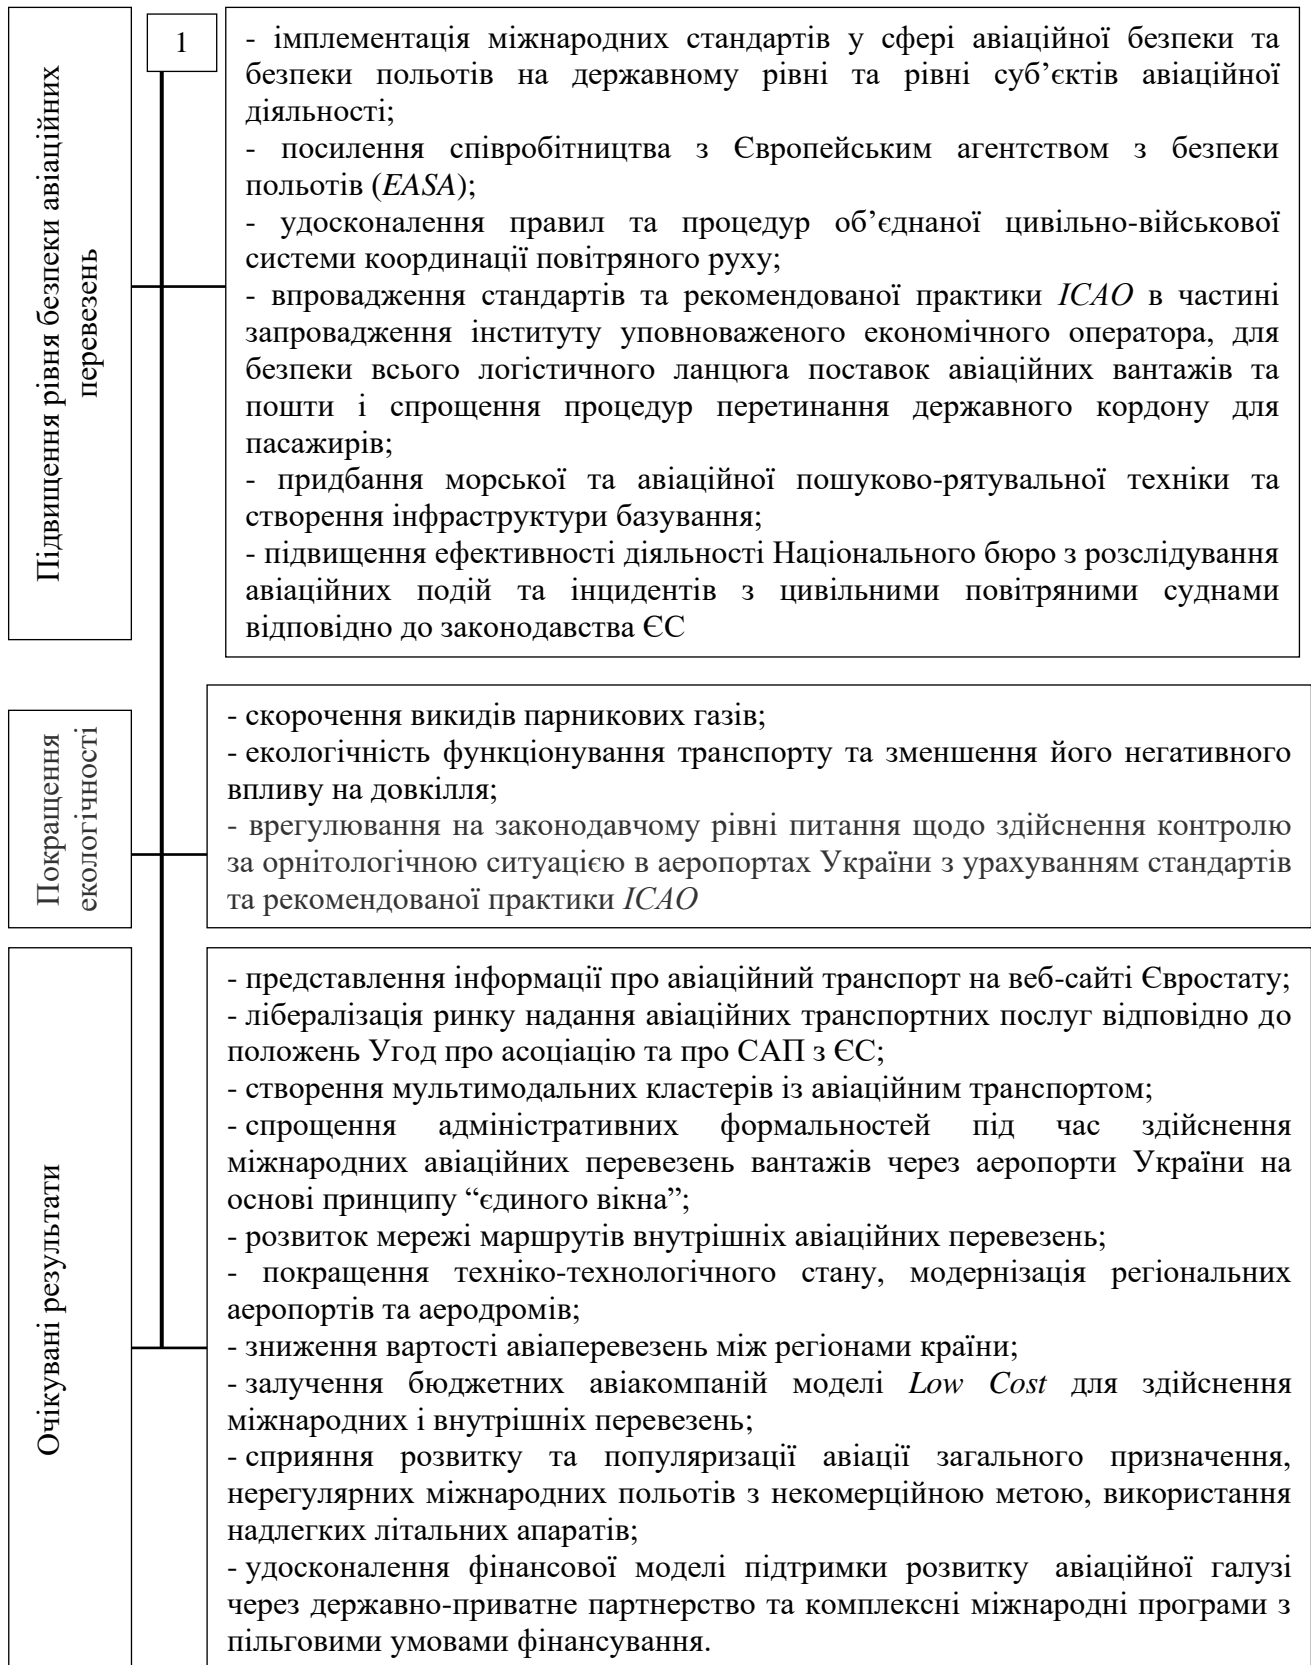 Підвищення рівня безпеки авіаційних
перевезень
1
- імплементація міжнародних стандартів у сфері авіаційної безпеки та
безпеки польотів на державному рівні та рівні суб’єктів авіаційної
діяльності;
- посилення співробітництва з Європейським агентством з безпеки
польотів (EASA);
- удосконалення правил та процедур об’єднаної цивільно-військової
системи координації повітряного руху;
- впровадження стандартів та рекомендованої практики ICAO в частині
запровадження інституту уповноваженого економічного оператора, для
безпеки всього логістичного ланцюга поставок авіаційних вантажів та
пошти і спрощення процедур перетинання державного кордону для
пасажирів;
- придбання морської та авіаційної пошуково-рятувальної техніки та
створення інфраструктури базування;
- підвищення ефективності діяльності Національного бюро з розслідування
авіаційних подій та інцидентів з цивільними повітряними суднами
відповідно до законодавства ЄС
Покращення
екологічності
- скорочення викидів парникових газів;
- екологічність функціонування транспорту та зменшення його негативного
впливу на довкілля;
- врегулювання на законодавчому рівні питання щодо здійснення контролю
за орнітологічною ситуацією в аеропортах України з урахуванням стандартів
та рекомендованої практики ICAO
Очікувані результати
- представлення інформації про авіаційний транспорт на веб-сайті Євростату;
- лібералізація ринку надання авіаційних транспортних послуг відповідно до
положень Угод про асоціацію та про САП з ЄС;
- створення мультимодальних кластерів із авіаційним транспортом;
- спрощення адміністративних формальностей під час здійснення
міжнародних авіаційних перевезень вантажів через аеропорти України на
основі принципу “єдиного вікна”;
- розвиток мережі маршрутів внутрішніх авіаційних перевезень;
- покращення техніко-технологічного стану, модернізація регіональних
аеропортів та аеродромів;
- зниження вартості авіаперевезень між регіонами країни;
- залучення бюджетних авіакомпаній моделі Low Cost для здійснення
міжнародних і внутрішніх перевезень;
- сприяння розвитку та популяризації авіації загального призначення,
нерегулярних міжнародних польотів з некомерційною метою, використання
надлегких літальних апаратів;
- удосконалення фінансової моделі підтримки розвитку авіаційної галузі
через державно-приватне партнерство та комплексні міжнародні програми з
пільговими умовами фінансування.